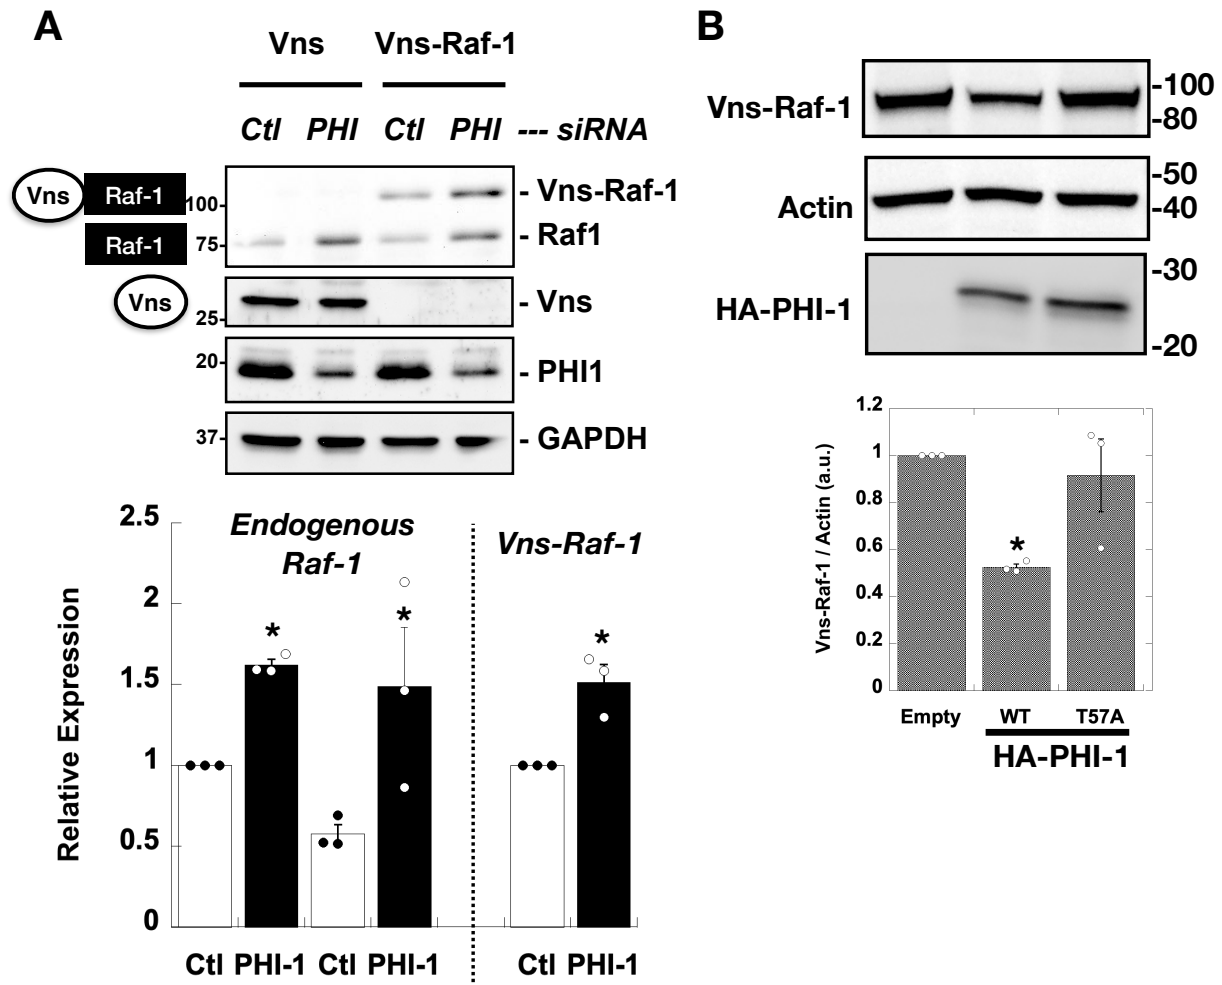 A
Vns Vns-Raf-1
Ctl PHI Ctl PHI --- siRNA
Vns Raf-1
100-
- Vns-Raf-1
Raf-1
75-
- Raf1
Vns
25-
- Vns
20-
- PHI1
37-
- GAPDH
Endogenous
Raf-1
Vns-Raf-1
Relative Expression
2.5
2
1.5
1
0.5
0
*
*
*
Ctl PHI-1 Ctl PHI-1 Ctl PHI-1
B
Vns-Raf-1
-100
-80
Actin
-50
-40
HA-PHI-1
-30
-20
Vns-Raf-1 / Actin (a.u.)
1.2
1
0.8
0.6
0.4
0.2
0
*
Empty WT T57A
HA-PHI-1